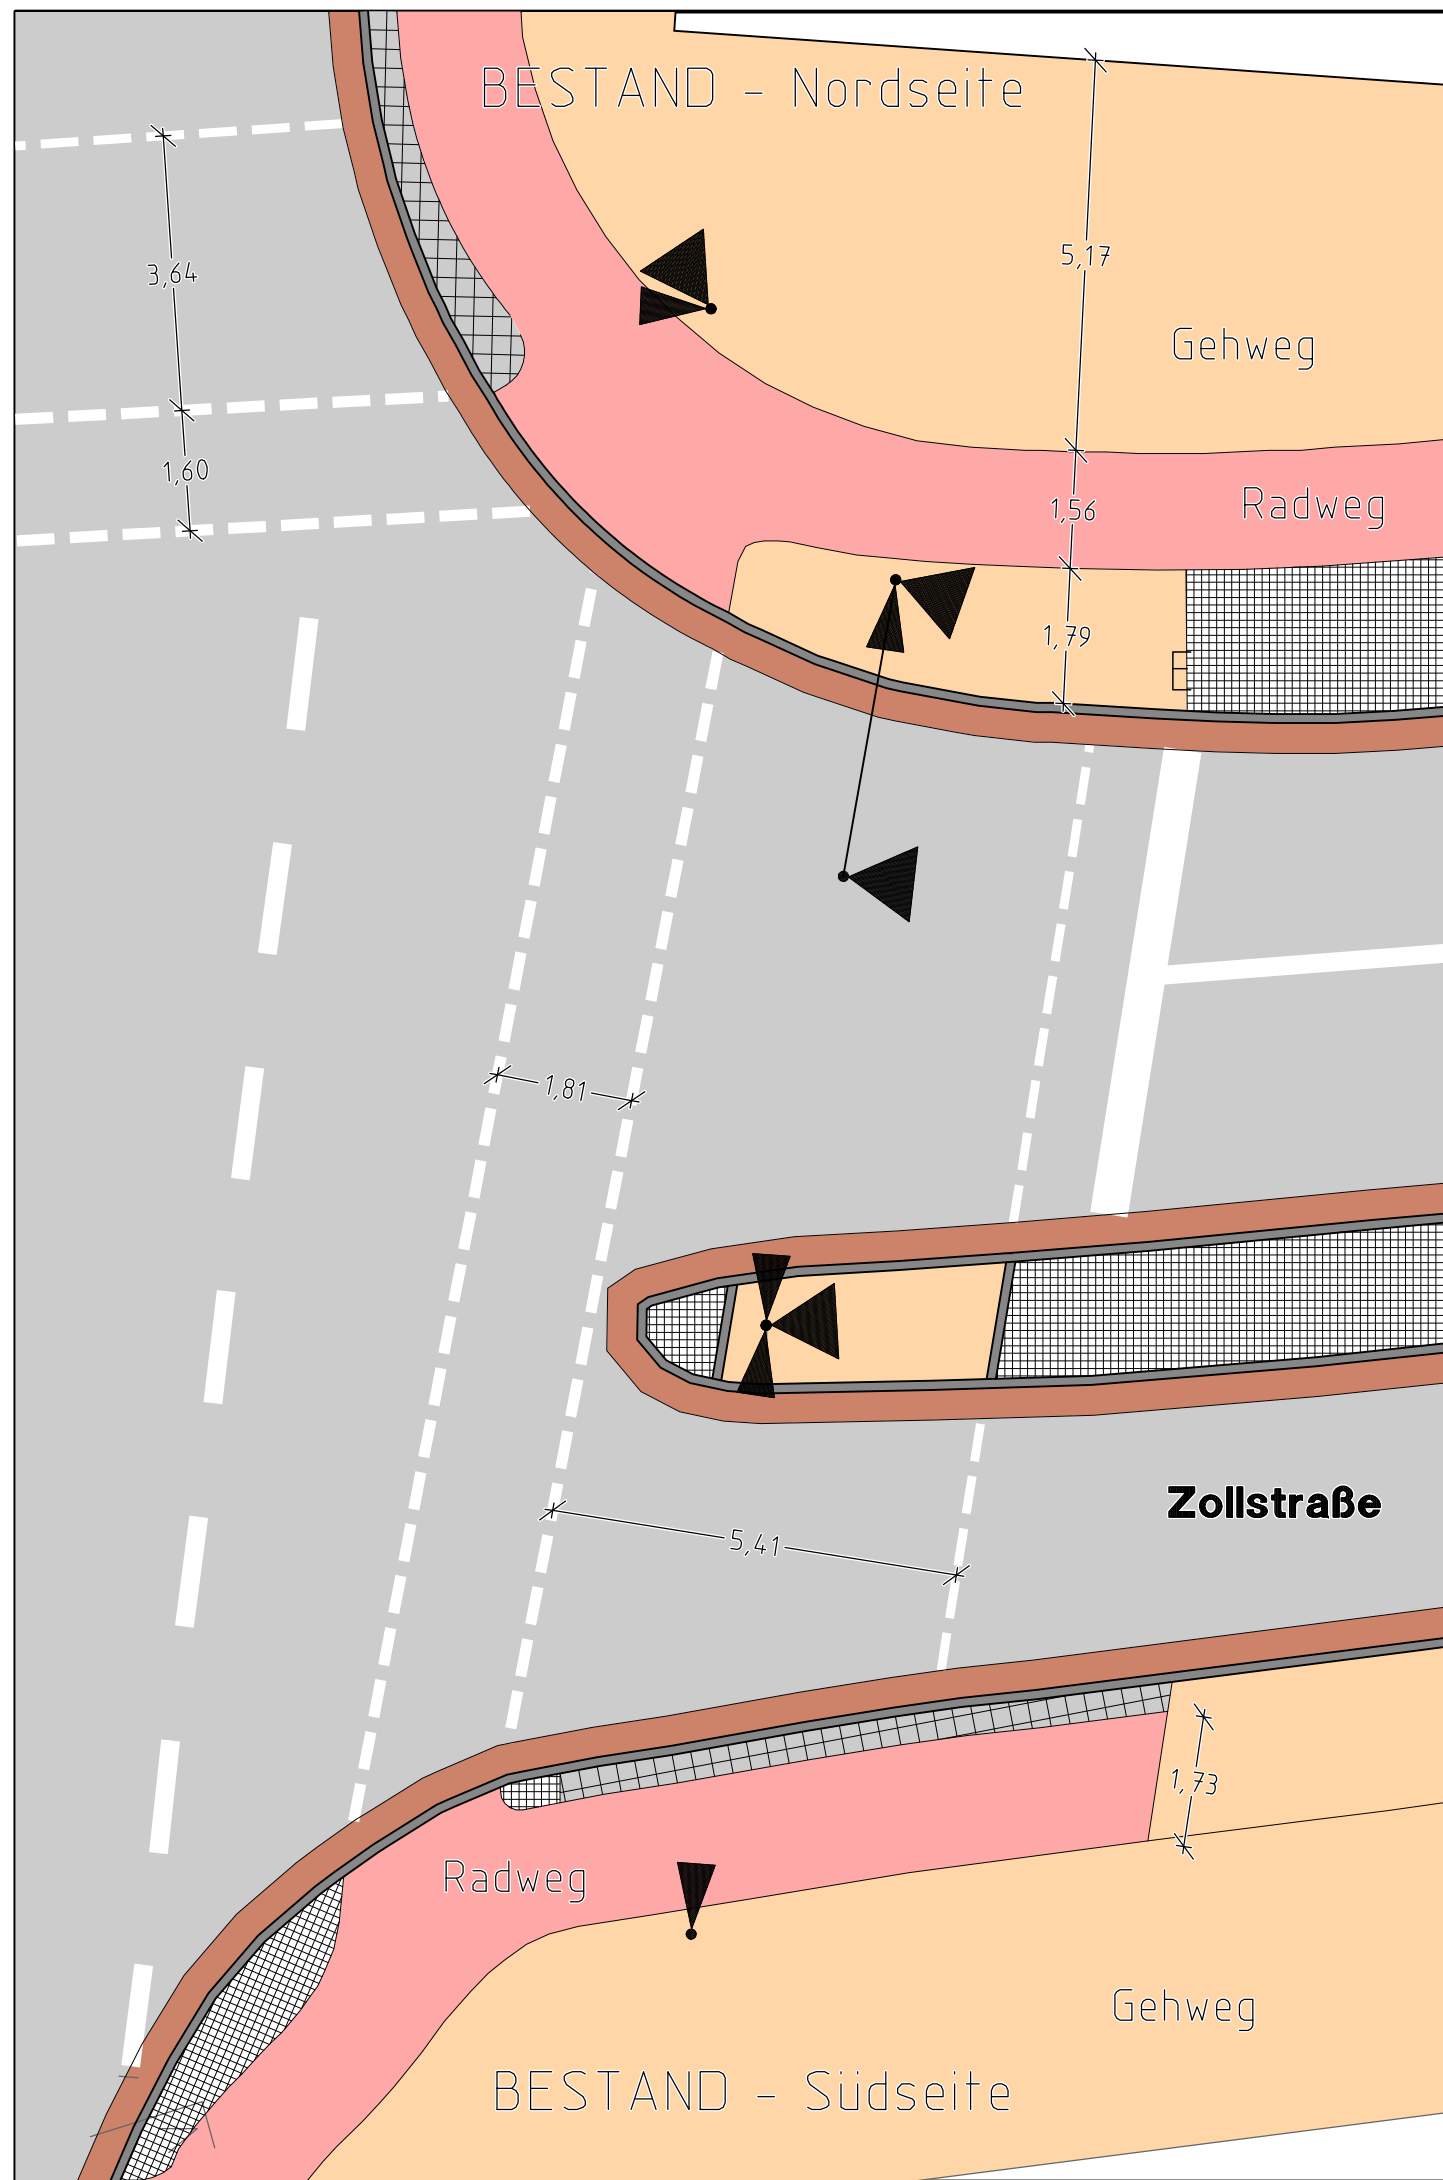 BESTAND - Nordseite
5,17
3,64
Gehweg
1,60
Radweg
1,56
1,79
1,81
Zollstraße
5,41
1,73
Radweg
Gehweg
BESTAND - Südseite